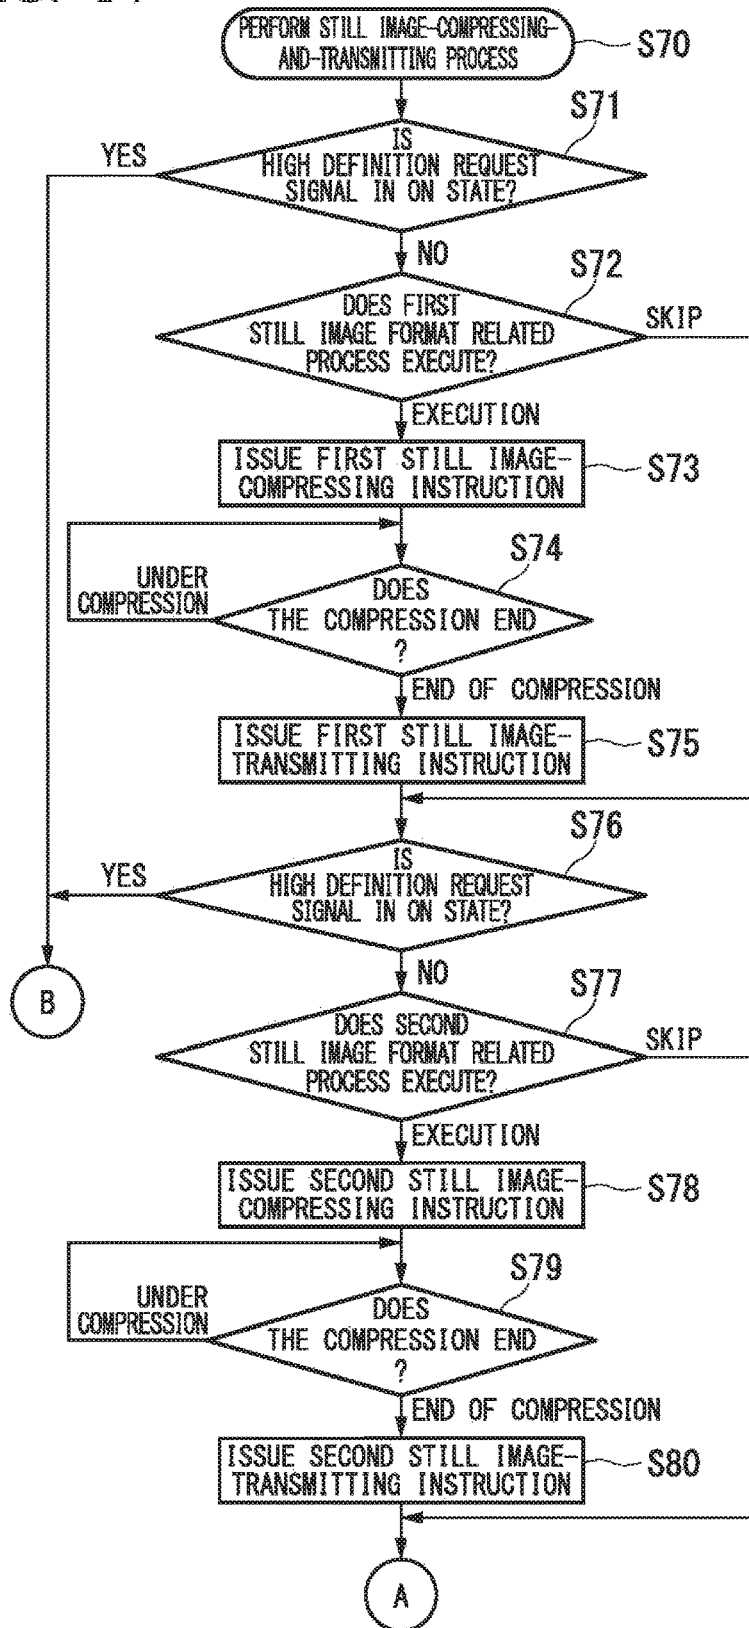 PERFORM STILL IMAGE-COMPRESSING-
AND-TRANSMITTING PROCESS
S70
S71
IS
HIGH DEFINITION REQUEST
SIGNAL IN ON STATE?
YES
NO
S72
DOES FIRST
STILL IMAGE FORMAT RELATED
PROCESS EXECUTE?
SKIP
EXECUTION
ISSUE FIRST STILL IMAGE-
COMPRESSING INSTRUCTION
S73
S74
UNDER
COMPRESSION
DOES
THE COMPRESSION END
?
END OF COMPRESSION
ISSUE FIRST STILL IMAGE-
TRANSMITTING INSTRUCTION
S75
S76
IS
HIGH DEFINITION REQUEST
SIGNAL IN ON STATE?
YES
NO
B
S77
DOES SECOND
STILL IMAGE FORMAT RELATED
PROCESS EXECUTE?
SKIP
EXECUTION
ISSUE SECOND STILL IMAGE-
COMPRESSING INSTRUCTION
S78
S79
UNDER
COMPRESSION
DOES
THE COMPRESSION END
?
END OF COMPRESSION
ISSUE SECOND STILL IMAGE-
TRANSMITTING INSTRUCTION
S80
A